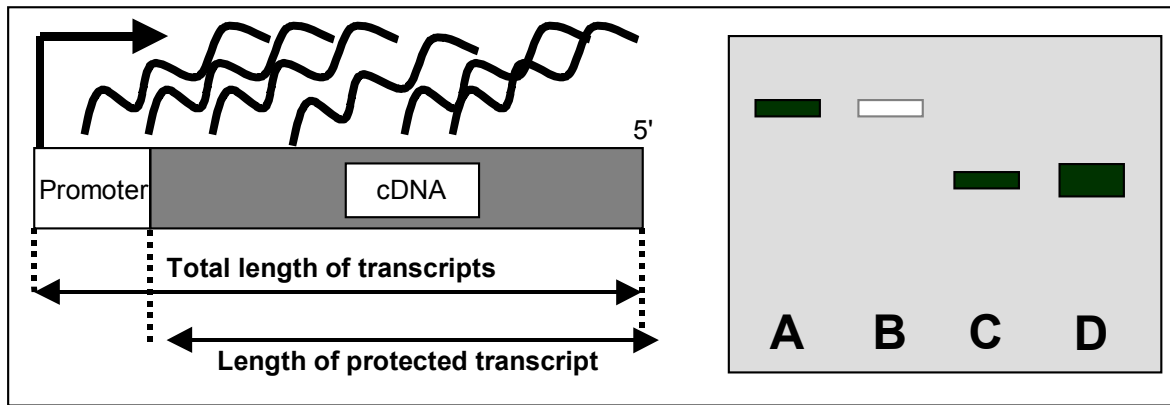 5'
Promoter
cDNA
Total length of transcripts
Length of protected transcript
A B C D